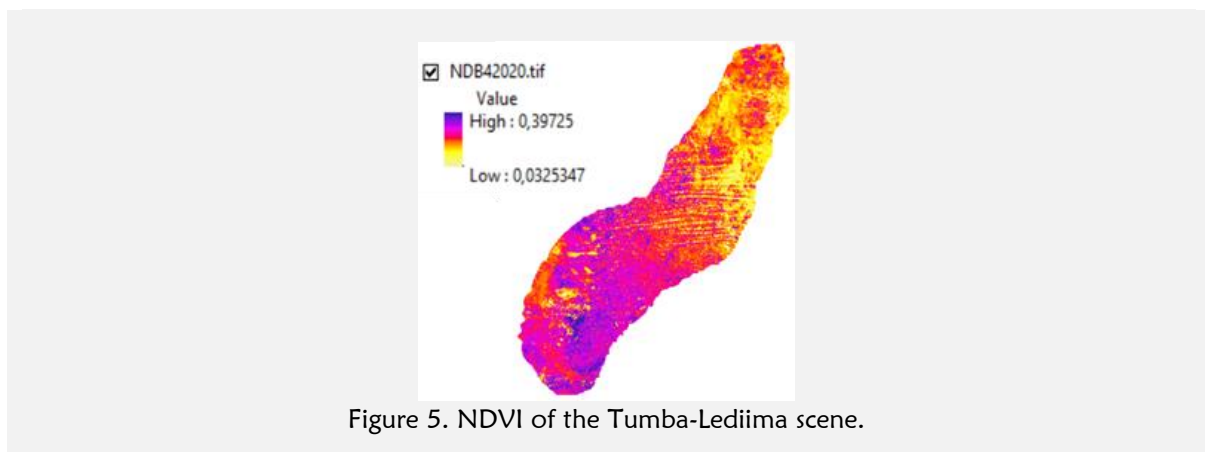 NDB42020.tif
Value
High : 0,39725
Low : 0,0325347
Figure 5. NDVI of the Tumba-Lediima scene.